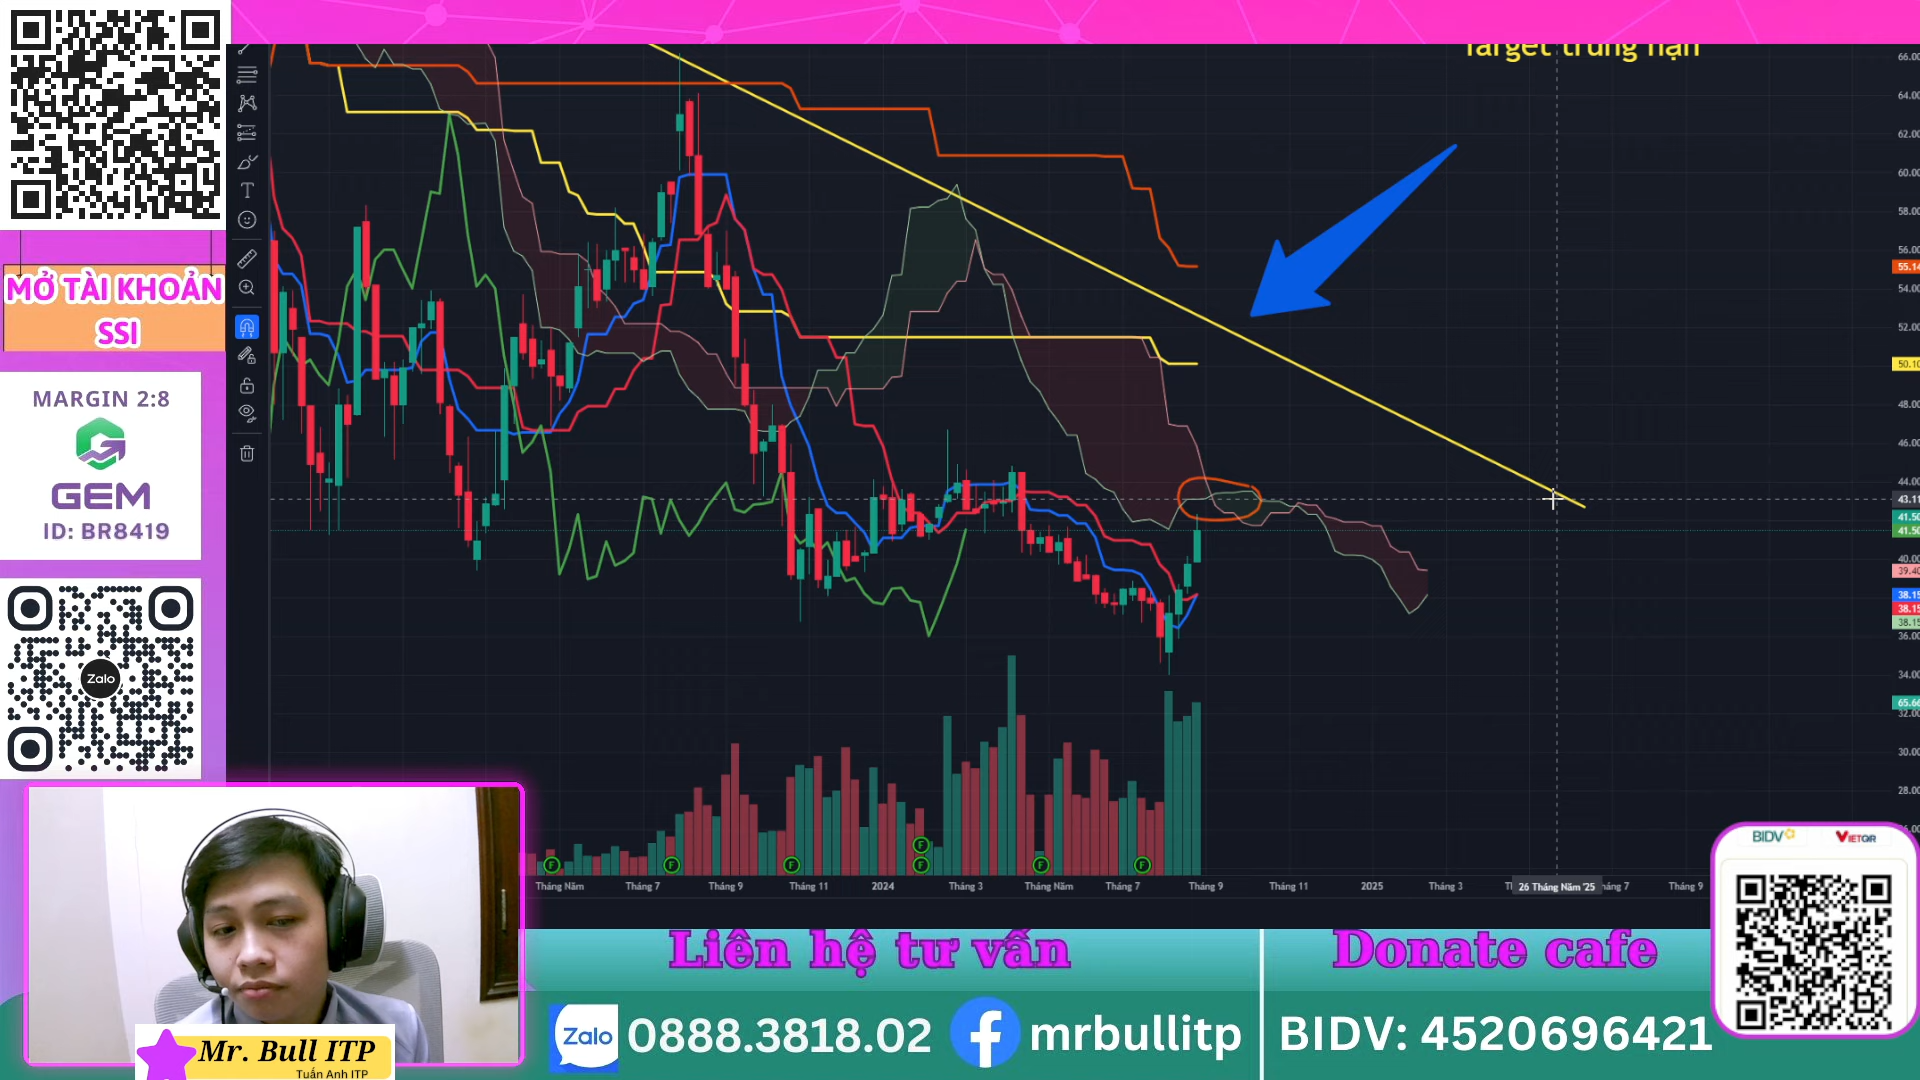 Target trung hạn
MỞ TÀI KHOẢN
SSI
MARGIN 2:8
GEM
ID: BR8419
Zalo
66.00
64.00
62.00
60.00
58.00
56.00
55.14
54.00
52.00
50.10
48.00
46.00
44.00
43.11
41.50
41.50
40.00
39.40
38.15
38.15
38.15
36.00
34.00
65.66
32.00
30.00
28.00
F F F F F F F
Tháng Năm Tháng 7 Tháng 9 Tháng 11 2024 Tháng 3 Tháng Năm Tháng 7 Tháng 9 Tháng 11 2025 Tháng 3 26 Tháng Năm '25 Tháng 9
BIDV VIETQR
Liên hệ tư vấn
Donate cafe
Zalo 0888.3818.02 mrbullitp BIDV: 4520696421
Mr. Bull ITP
Tuấn Anh ITP